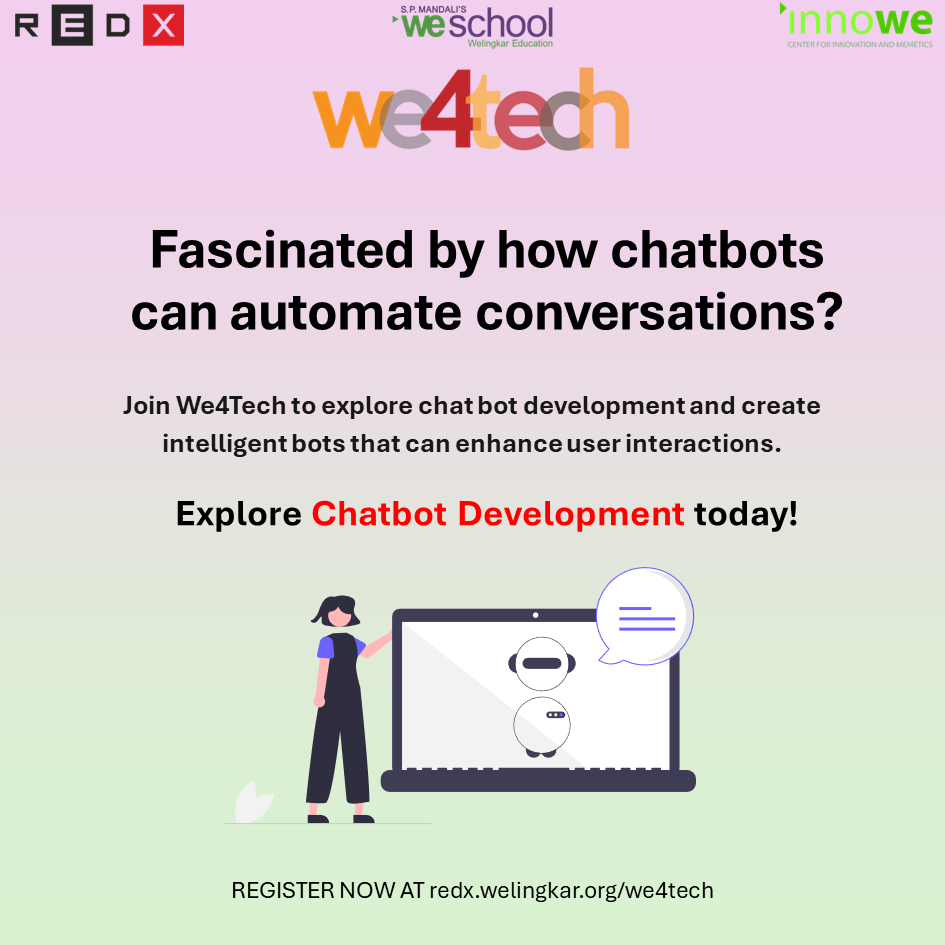 REDX
S.P. MANDALI'S
we SCHOOL
Welingkar Education
innowe
CENTER FOR INNOVATION AND MEMETICS
we4tech
Fascinated by how chatbots
can automate conversations?
Join We4Tech to explore chat bot development and create
intelligent bots that can enhance user interactions.
Explore Chatbot Development today!
REGISTER NOW AT redx.welingkar.org/we4tech